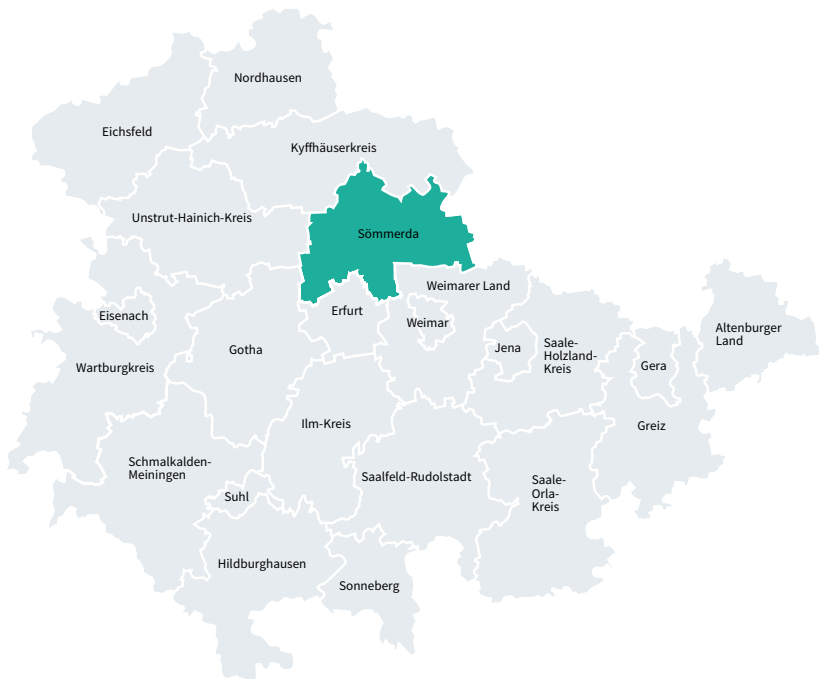 Nordhausen
Eichsfeld
Kyffhäuserkreis
Unstrut-Hainich-Kreis
Sömmerda
Weimarer Land
Eisenach
Erfurt
Weimar
Altenburger
Land
Gotha
Jena
Saale-
Holzland-
Kreis
Wartburgkreis
Gera
Ilm-Kreis
Greiz
Schmalkalden-
Meiningen
Saalfeld-Rudolstadt
Saale-
Orla-
Kreis
Suhl
Hildburghausen
Sonneberg